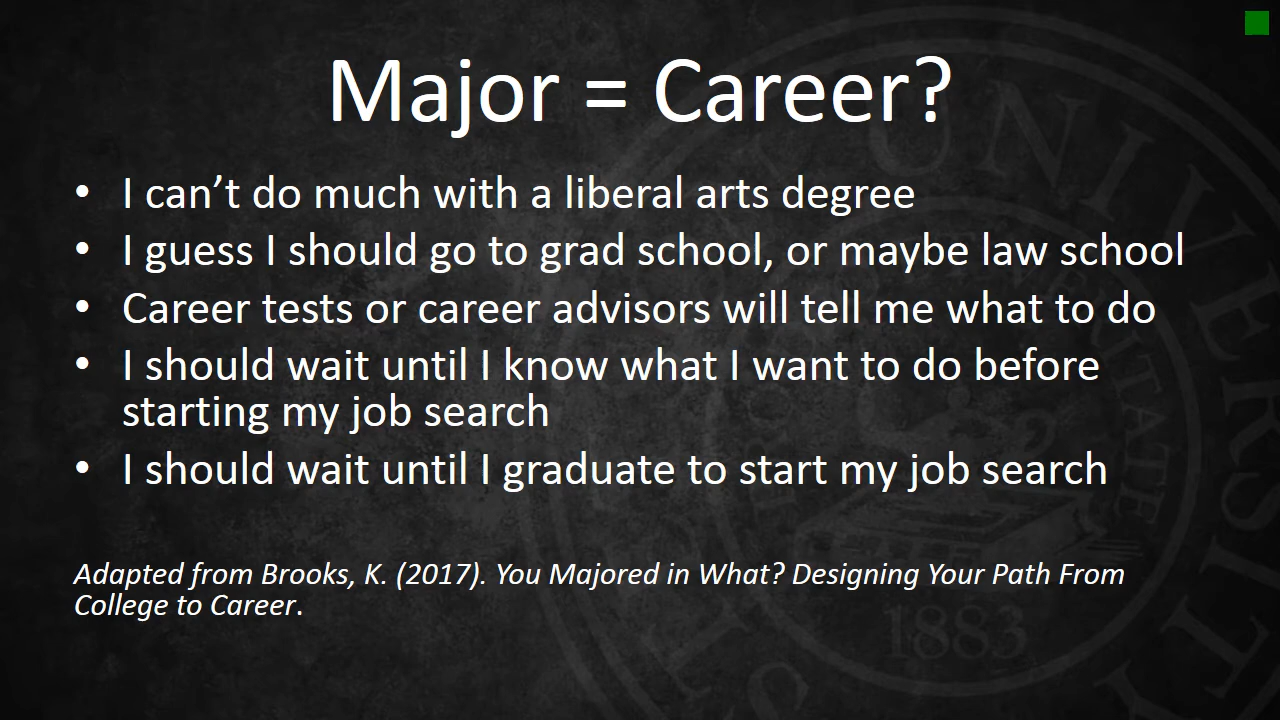 Major = Career?
• I can’t do much with a liberal arts degree
• I guess I should go to grad school, or maybe law school
• Career tests or career advisors will tell me what to do
• I should wait until I know what I want to do before
starting my job search
• I should wait until I graduate to start my job search
Adapted from Brooks, K. (2017). You Majored in What? Designing Your Path From
College to Career.
1883